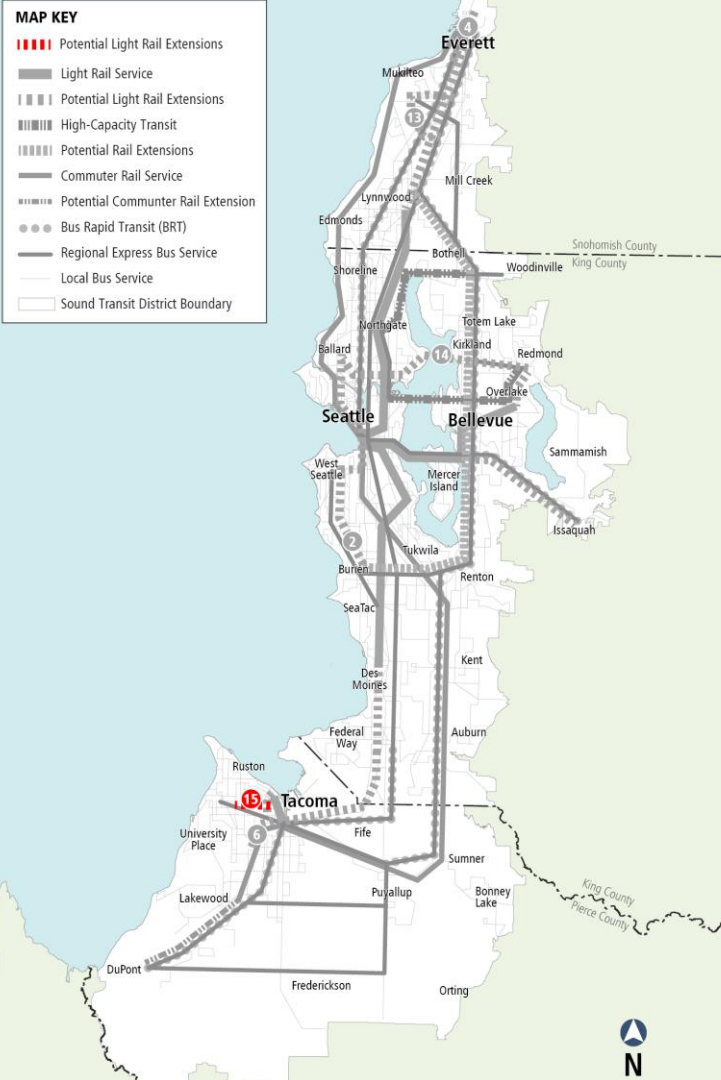 MAP KEY
Potential Light Rail Extensions
Light Rail Service
Potential Light Rail Extensions
High-Capacity Transit
Potential Rail Extensions
Commuter Rail Service
Potential Communter Rail Extension
Bus Rapid Transit (BRT)
Regional Express Bus Service
Local Bus Service
Sound Transit District Boundary
4
Everett
Mukilteo
13
Mill Creek
Lynnwood
Edmonds
Snohomish County
King County
Bothell
Woodinville
Shoreline
Northgate
Totem Lake
Kirkland
Ballard
14
Redmond
Overlake
Seattle
Bellevue
Sammamish
West
Seattle
Mercer
Island
Issaquah
2
Tukwila
Burien
Renton
SeaTac
Kent
Des
Moines
Federal
Way
Auburn
Ruston
15
Tacoma
University
Place
6
Fife
Sumner
Lakewood
Puyallup
Bonney
Lake
King County
Pierce County
DuPont
Frederickson
Orting
N